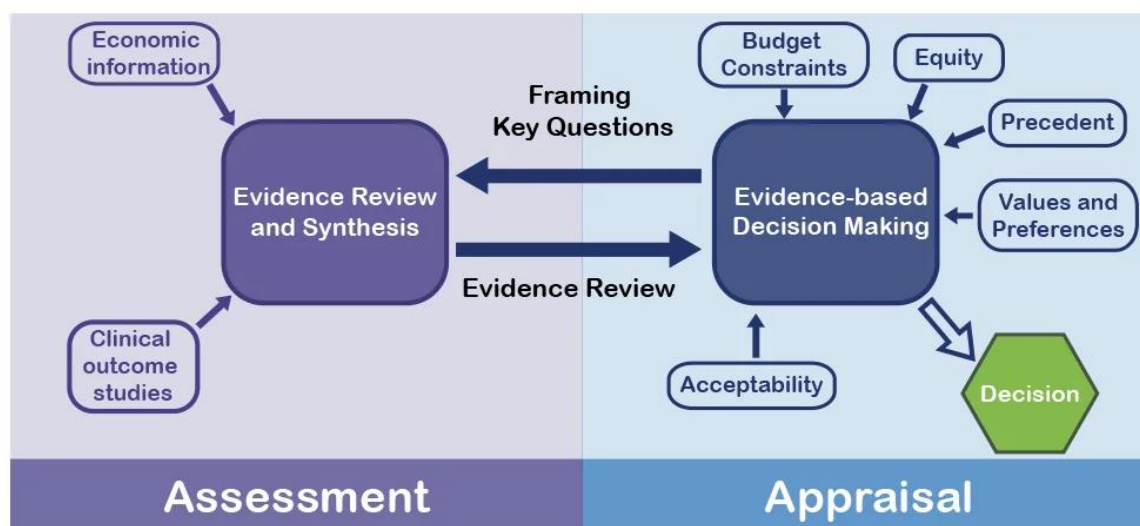 Economic
information
Evidence Review
and Synthesis
Clinical
outcome
studies
Framing
Key Questions
Evidence Review
Budget
Constraints
Equity
Precedent
Values and
Preferences
Evidence-based
Decision Making
Acceptability
Decision
Assessment
Appraisal